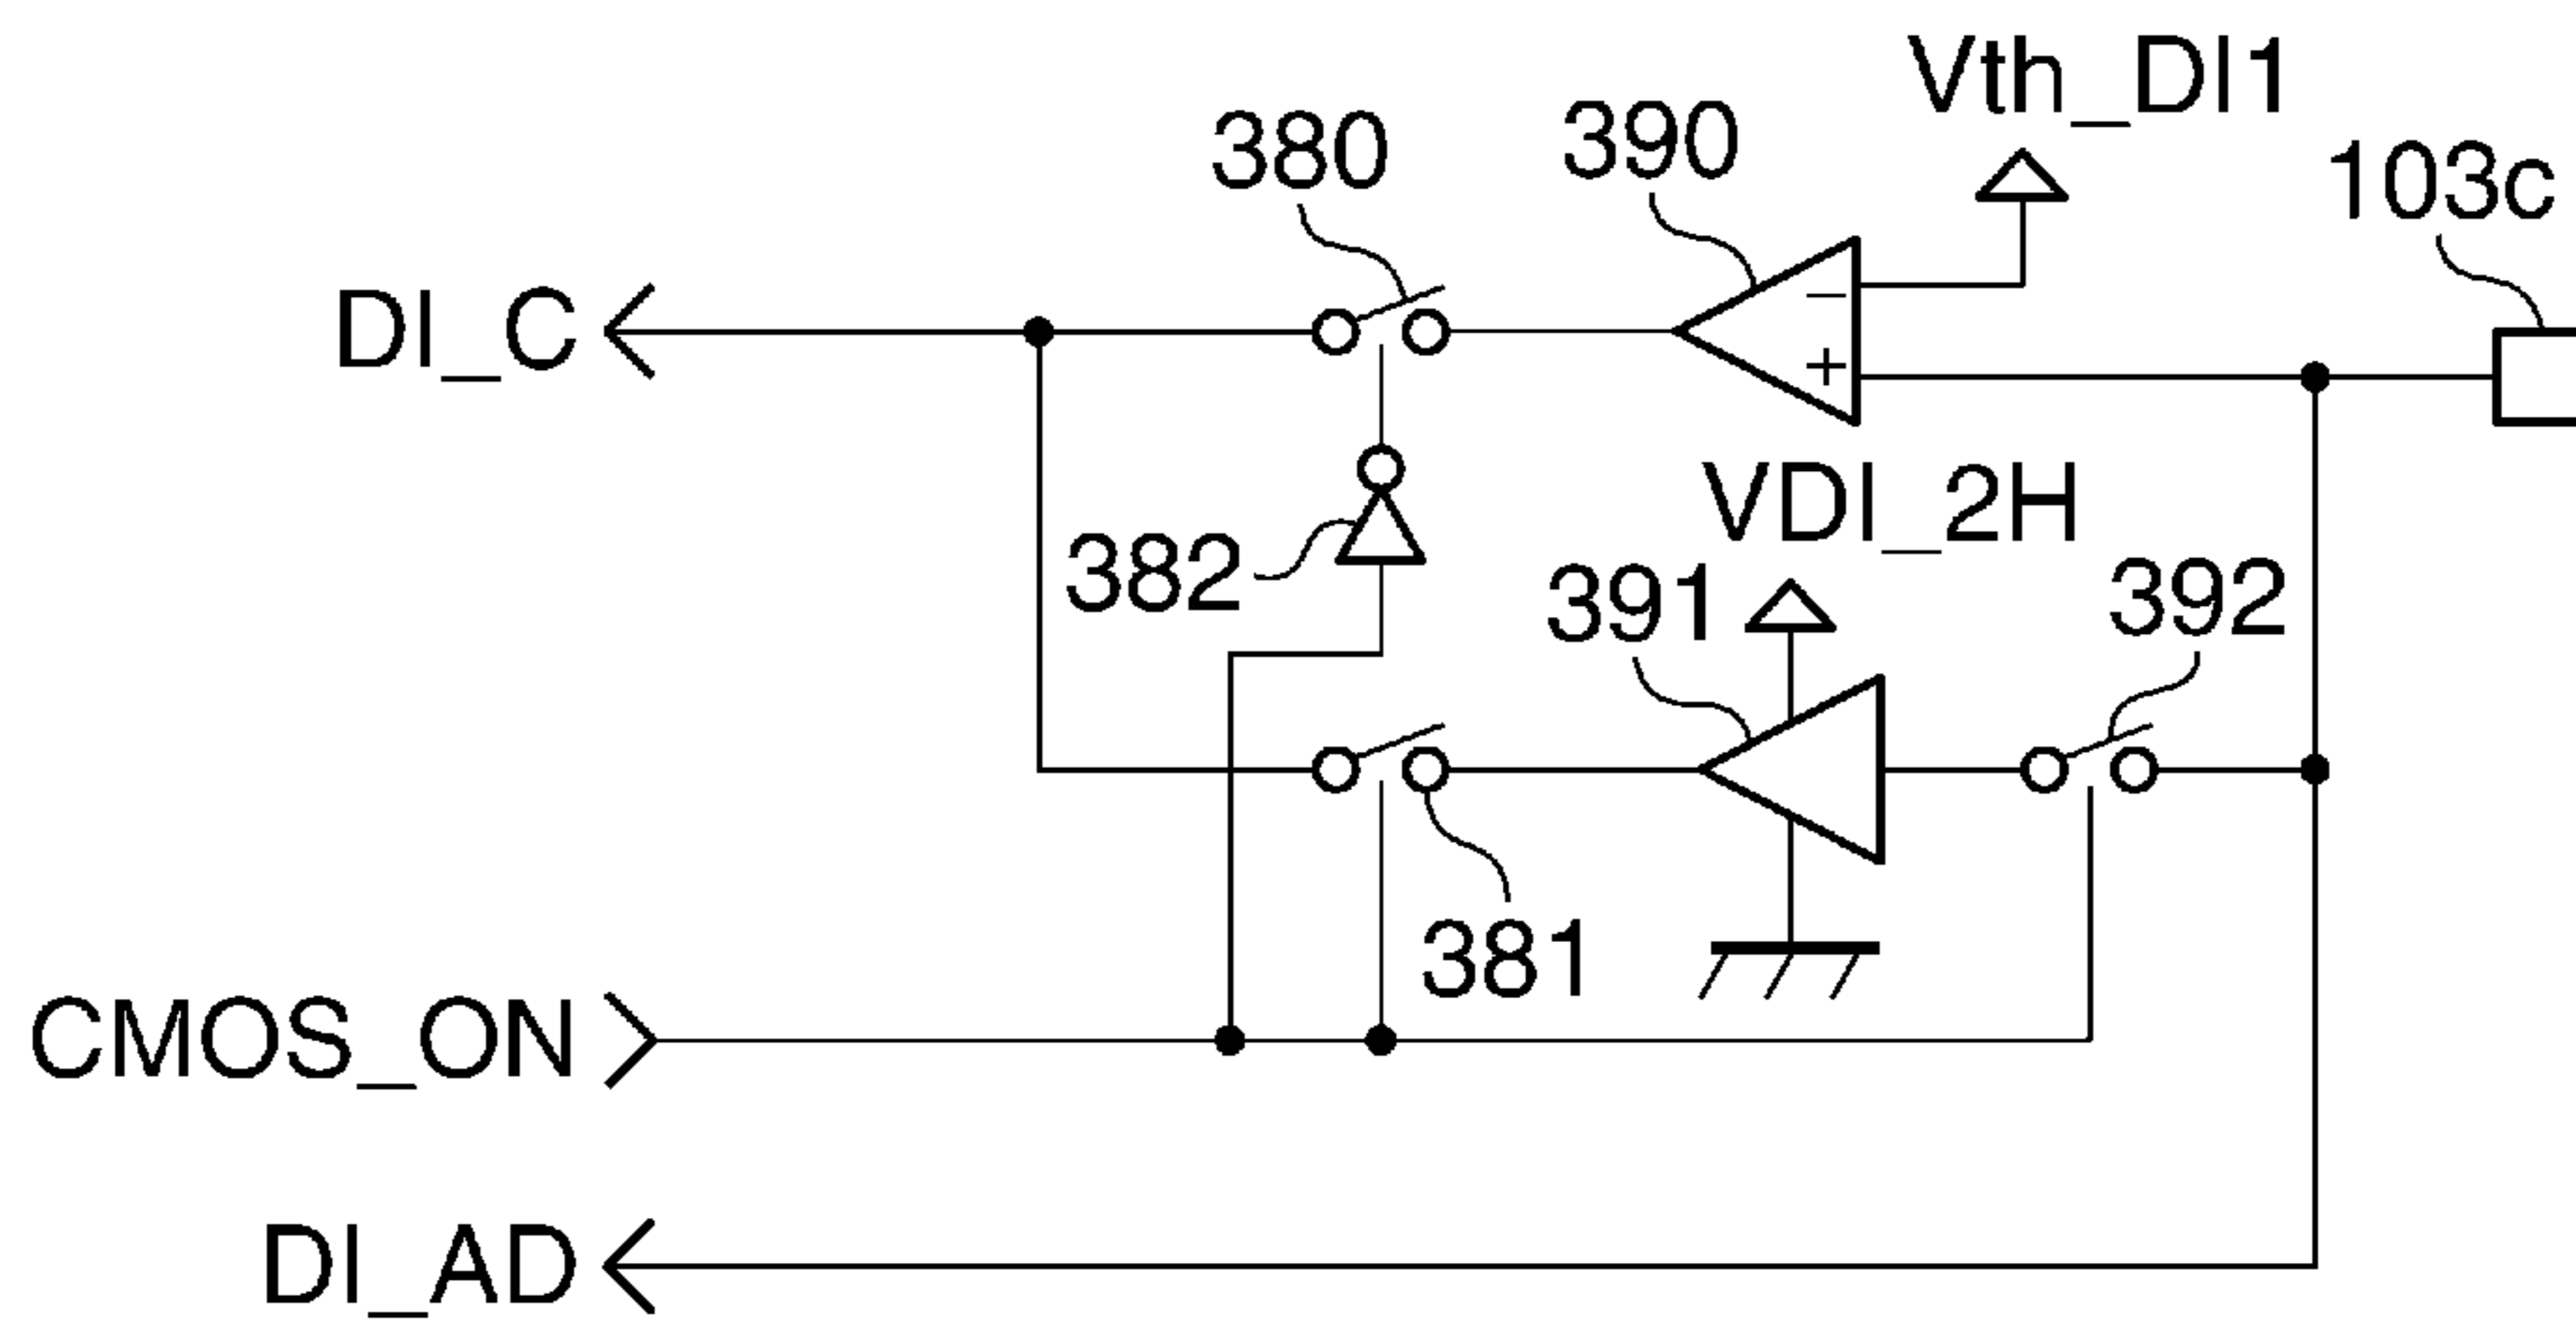 Vth_DI1
380
390
103c
DI_C
−
+
VDI_2H
382
391
392
381
CMOS_ON
DI_AD